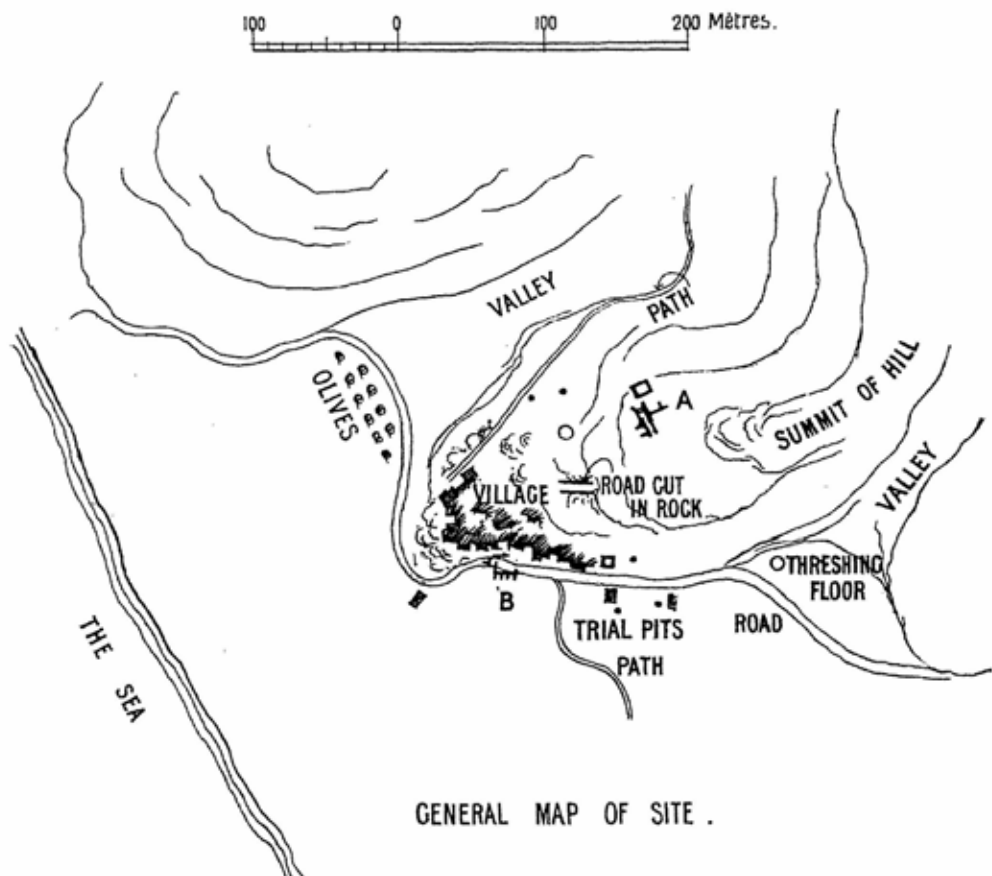 100 0 100 200 Mètres.
VALLEY
PATH
OLIVES
A
SUMMIT OF HILL
VILLAGE
ROAD CUT
IN ROCK
VALLEY
THRESHING
FLOOR
B
TRIAL PITS
ROAD
PATH
THE SEA
GENERAL MAP OF SITE .